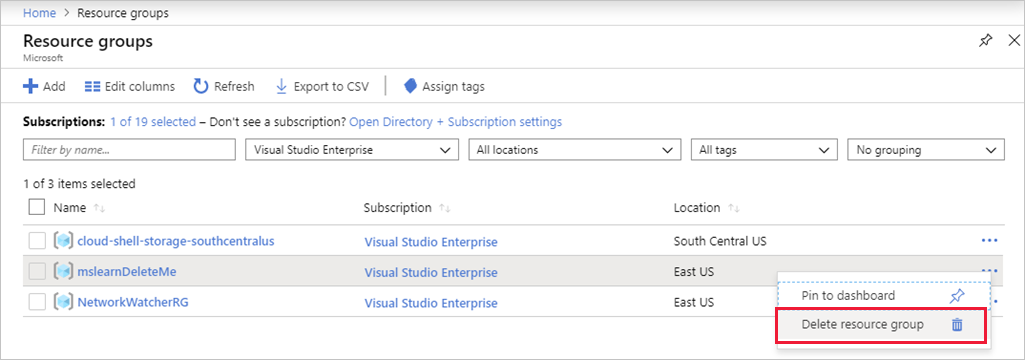 Home > Resource groups
Resource groups
Microsoft
Add Edit columns Refresh Export to CSV Assign tags
Subscriptions: 1 of 19 selected – Don't see a subscription? Open Directory + Subscription settings
Filter by name... Visual Studio Enterprise All locations All tags No grouping
1 of 3 items selected
Name Subscription Location
cloud-shell-storage-southcentralus Visual Studio Enterprise South Central US
mslearnDeleteMe Visual Studio Enterprise East US
NetworkWatcherRG Visual Studio Enterprise East US
Pin to dashboard
Delete resource group